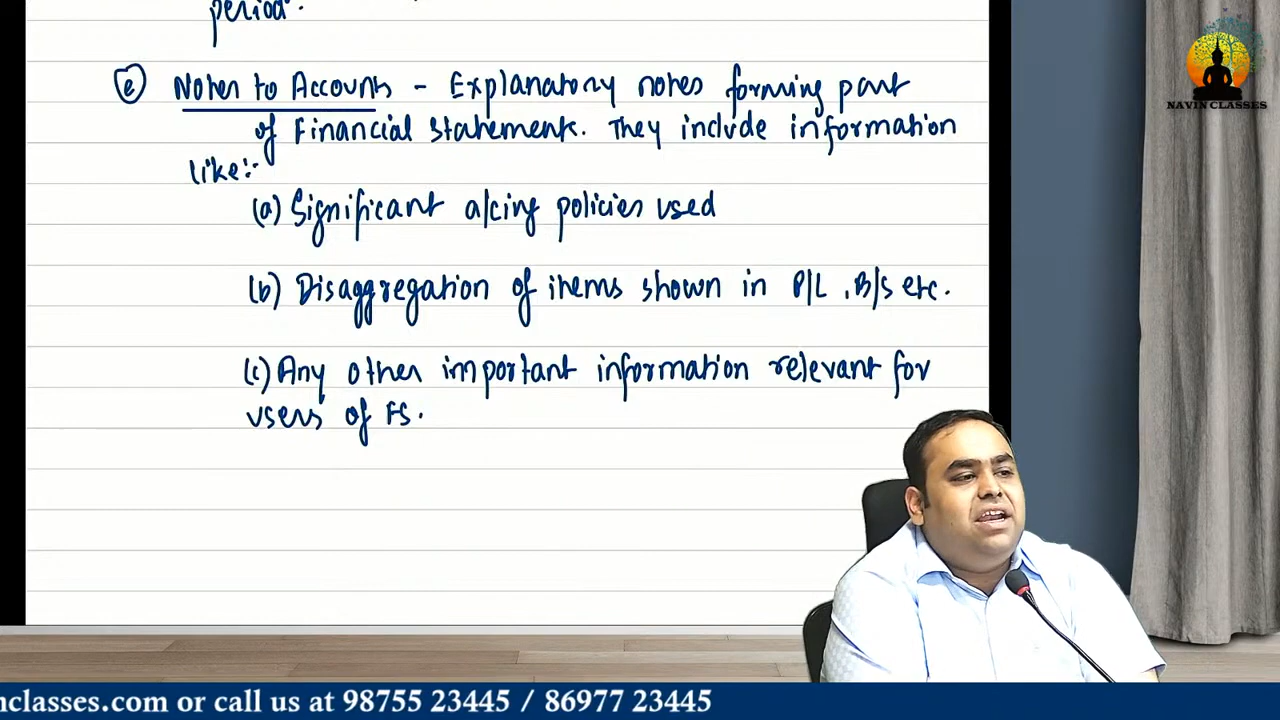 period.
(e) Notes to Accounts - Explanatory notes forming part
of Financial Statements. They include information
like:-
(a) Significant a/cing policies used
(b) Disaggregation of items shown in P/L, B/S etc.
(c) Any other important information relevant for
users of FS.
NAVIN CLASSES
nclasses.com or call us at 98755 23445 / 86977 23445